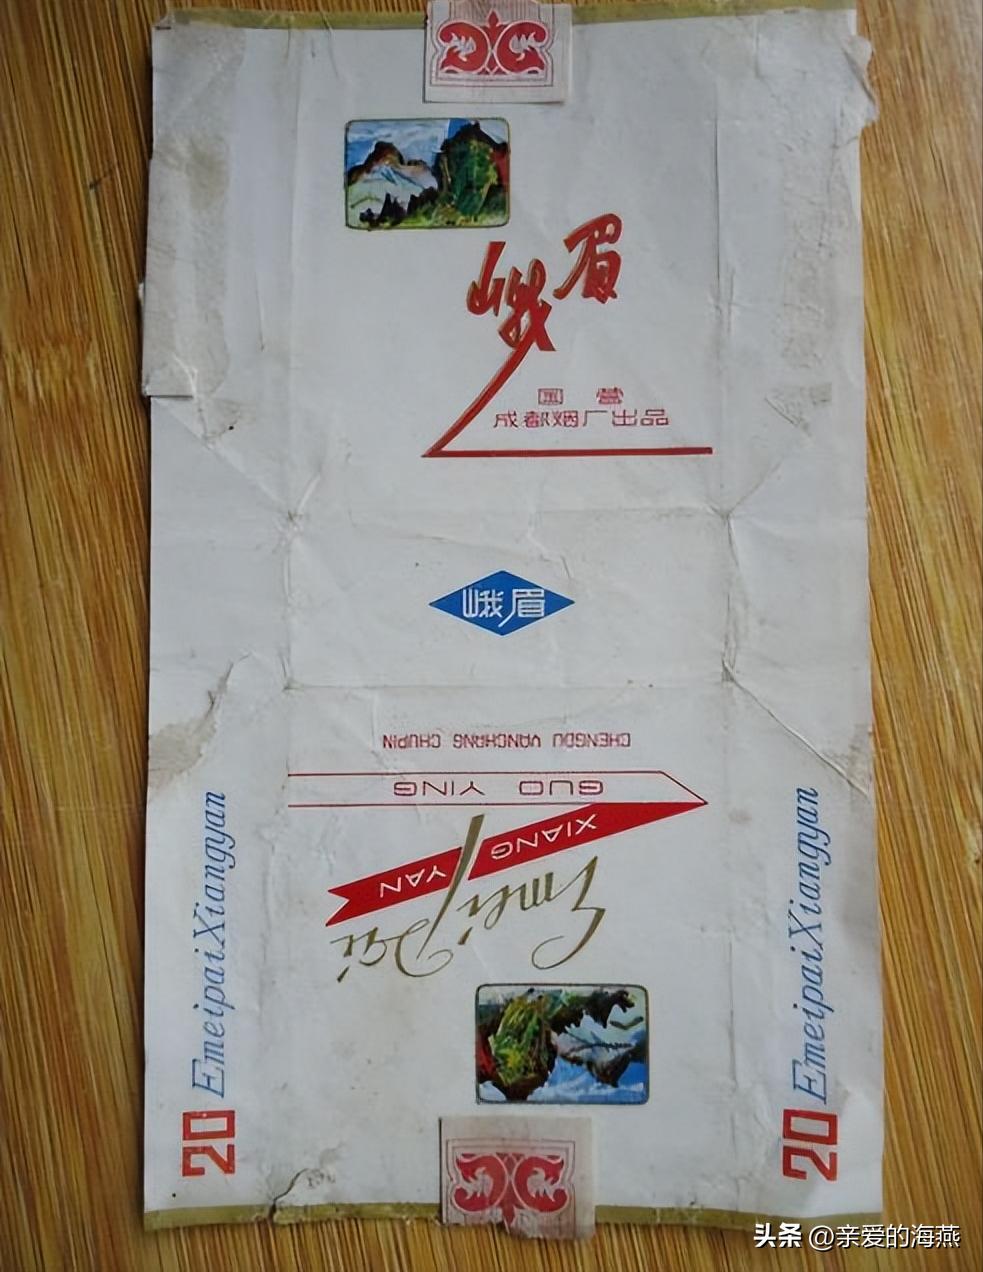 峨眉
国营
成都烟厂出品
峨眉
CHENGDU YANCHANG CHUPIN
GUO YING
XIANG YAN
Emei Pai
20 EmeipaiXiangyan
20 EmeipaiXiangyan
头条 @亲爱的海燕